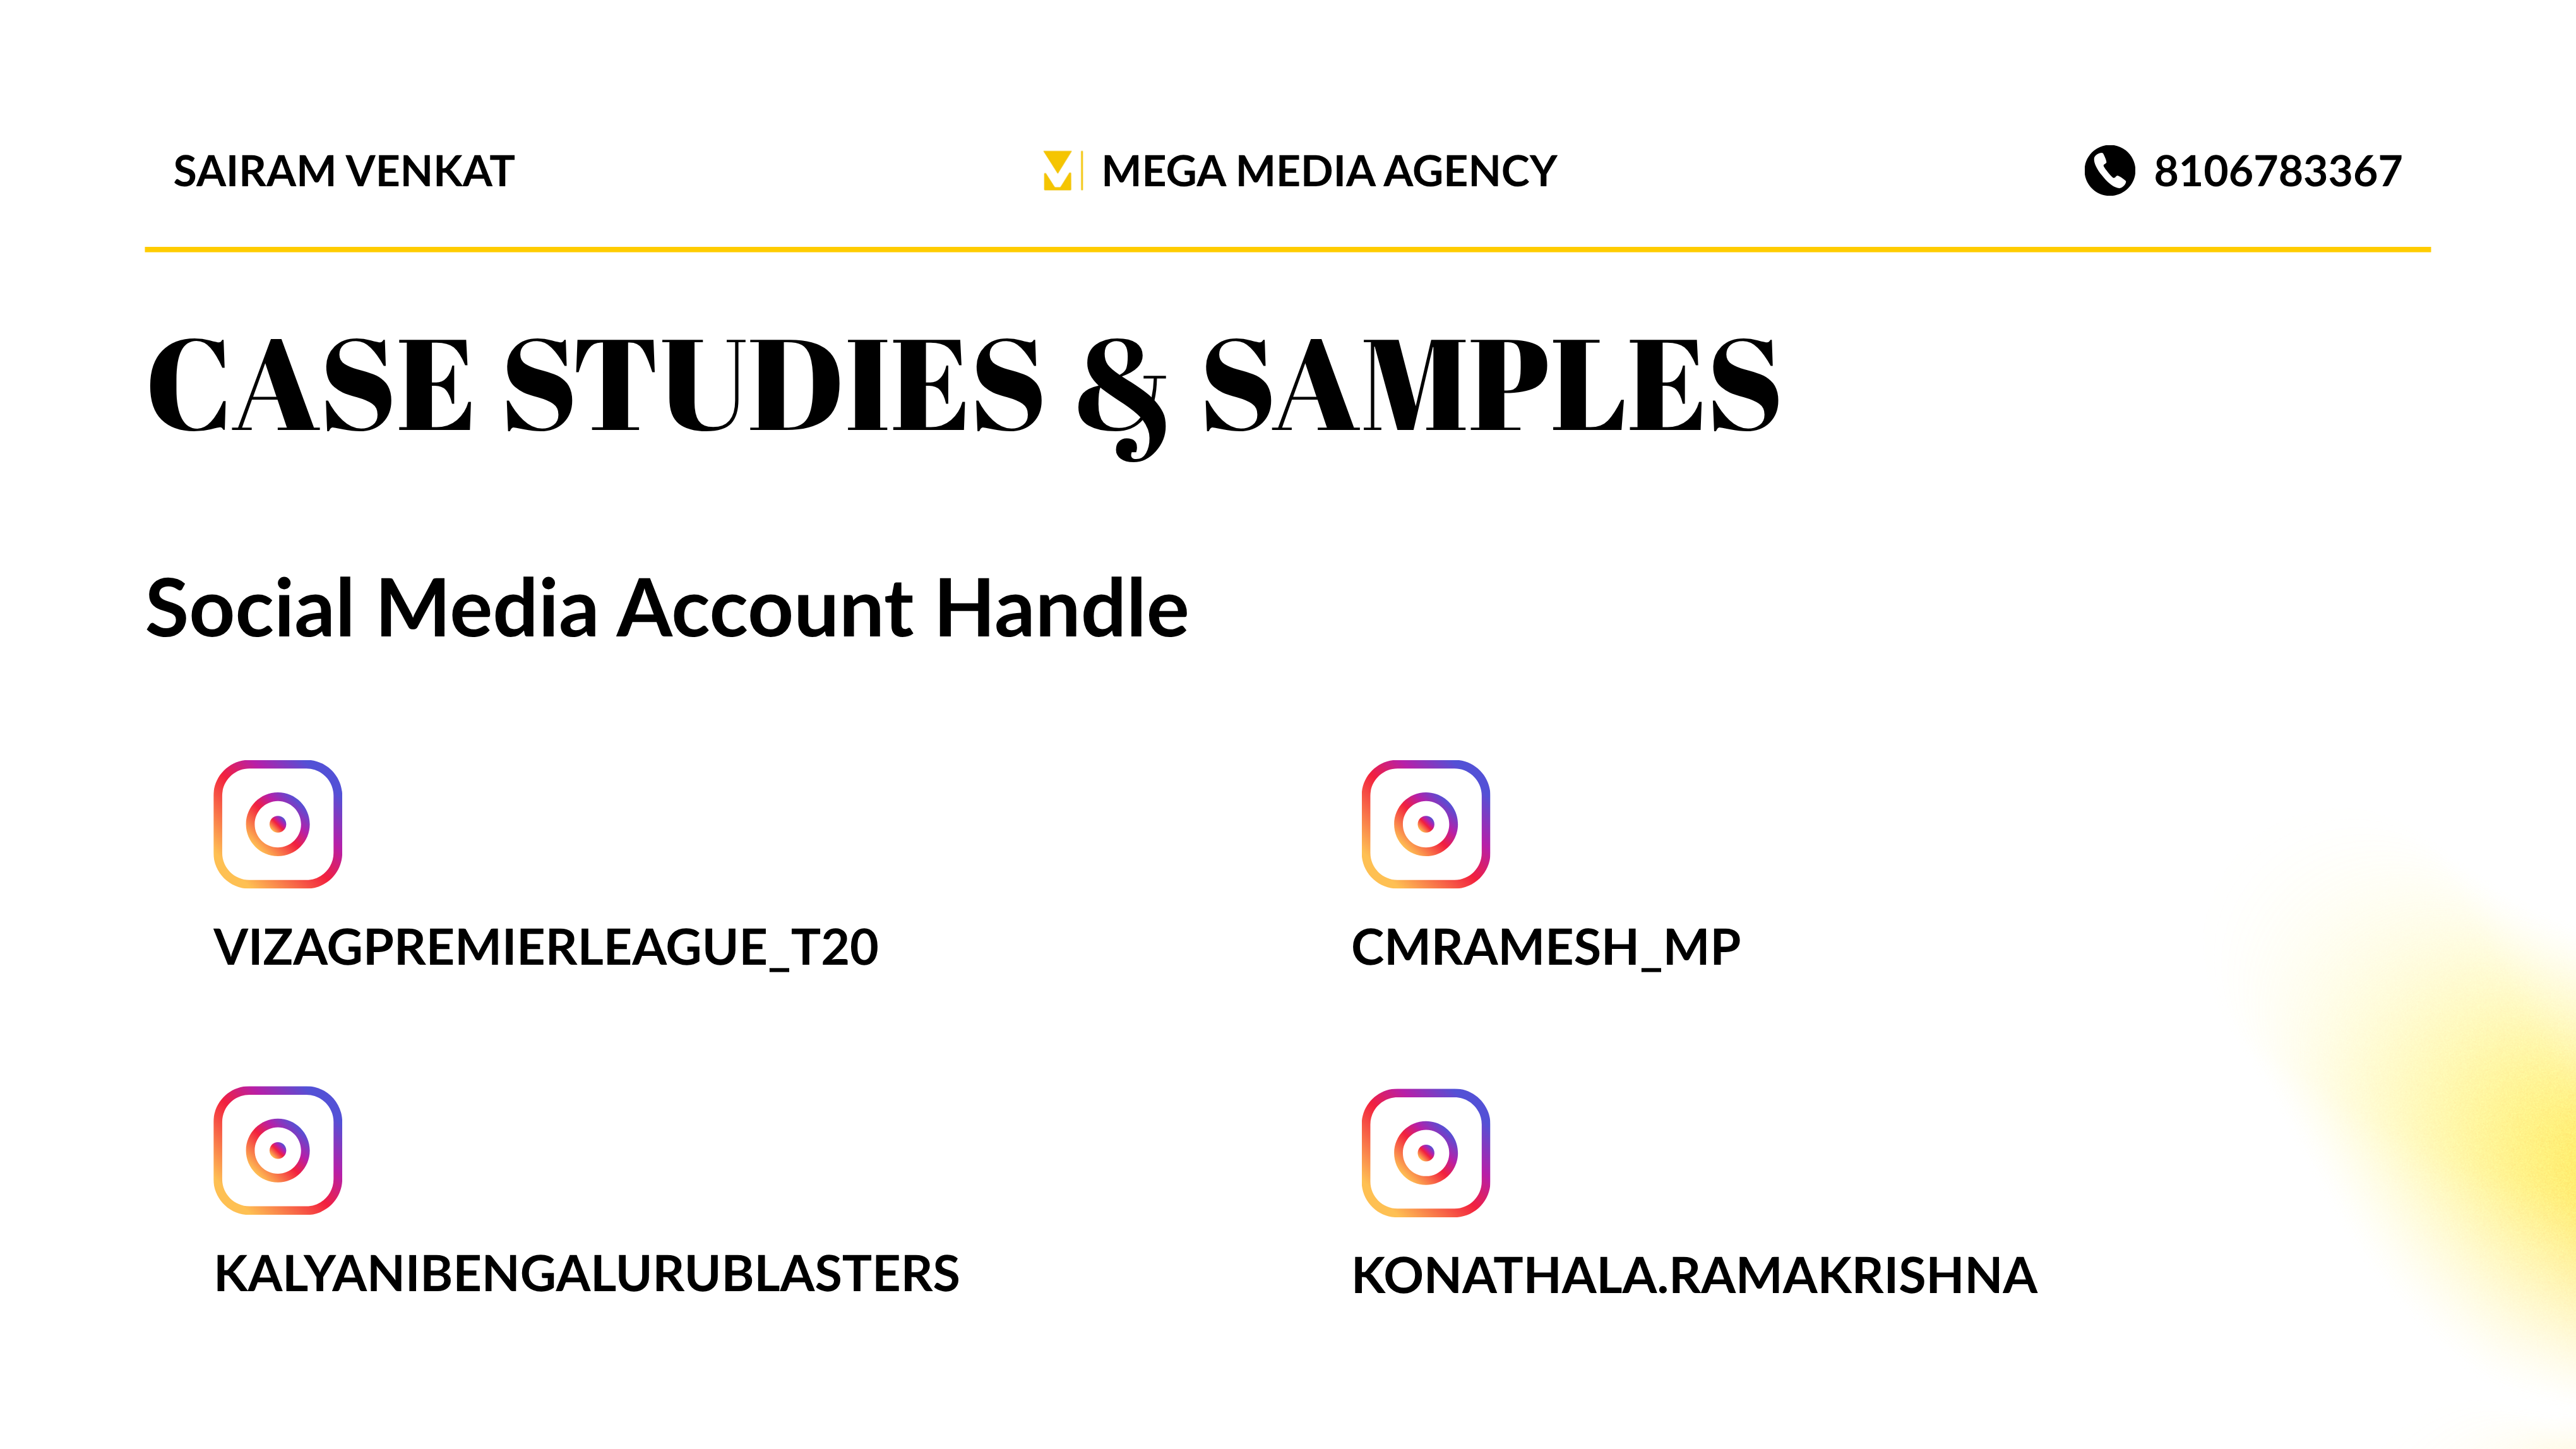 SAIRAM VENKAT
MEGA MEDIA AGENCY
8106783367
CASE STUDIES & SAMPLES
Social Media Account Handle
VIZAGPREMIERLEAGUE_T20
CMRAMESH_MP
KALYANIBENGALURUBLASTERS
KONATHALA.RAMAKRISHNA